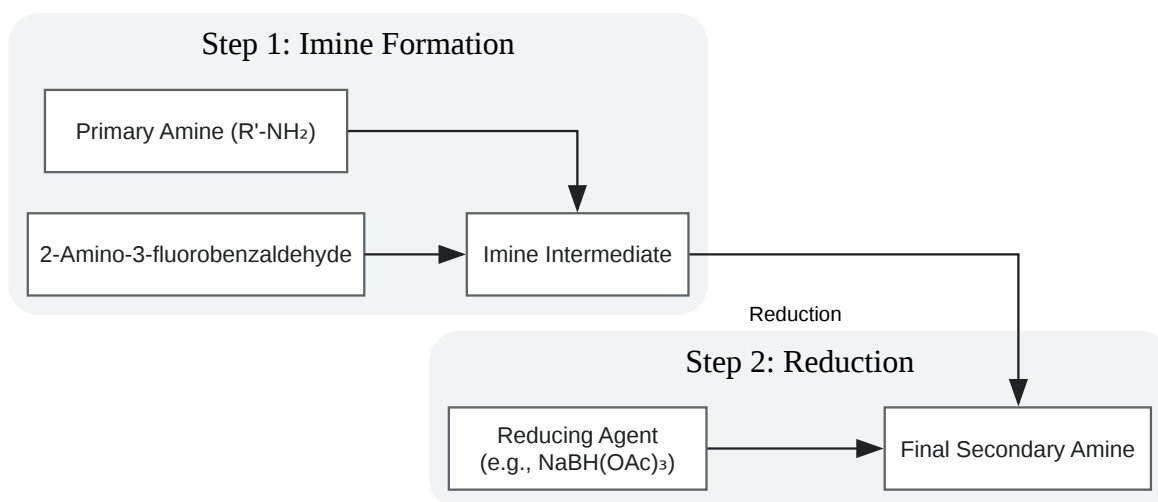 Step 1: Imine Formation
Primary Amine (R'-NH₂)
2-Amino-3-fluorobenzaldehyde
Imine Intermediate
Reduction
Step 2: Reduction
Reducing Agent
(e.g., NaBH(OAc)₃)
Final Secondary Amine